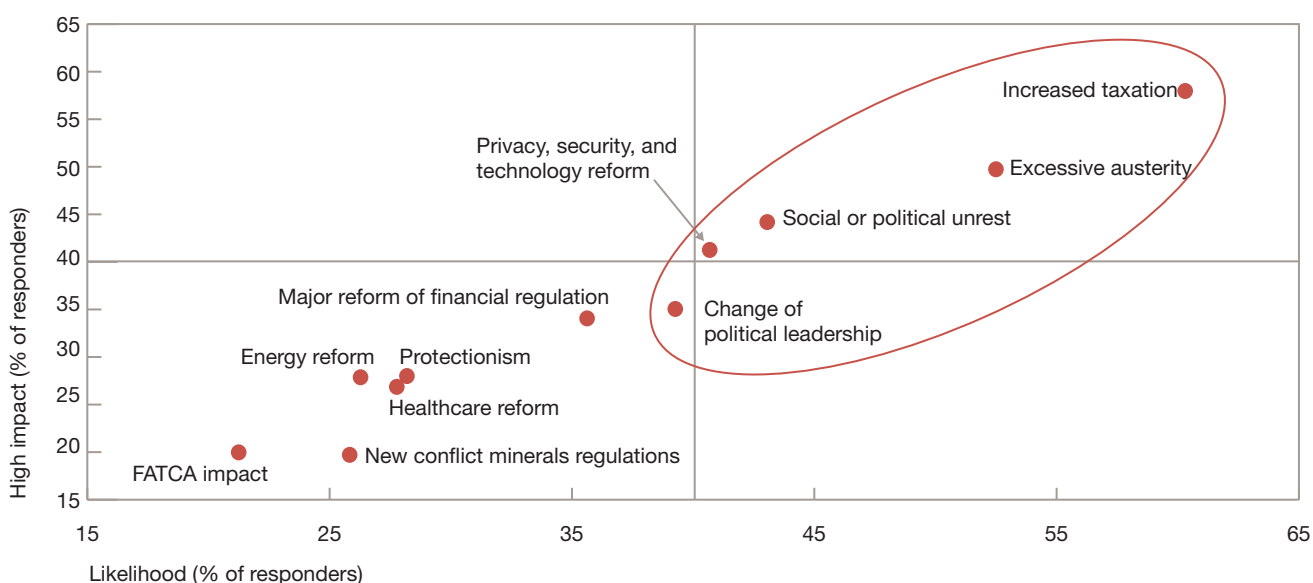 65
60
55
50
45
40
35
30
25
20
15
High impact (% of responders)
Increased taxation
Privacy, security, and
technology reform
Excessive austerity
Social or political unrest
Major reform of financial regulation
Change of
political leadership
Energy reform
Protectionism
Healthcare reform
New conflict minerals regulations
FATCA impact
15
25
35
45
55
65
Likelihood (% of responders)